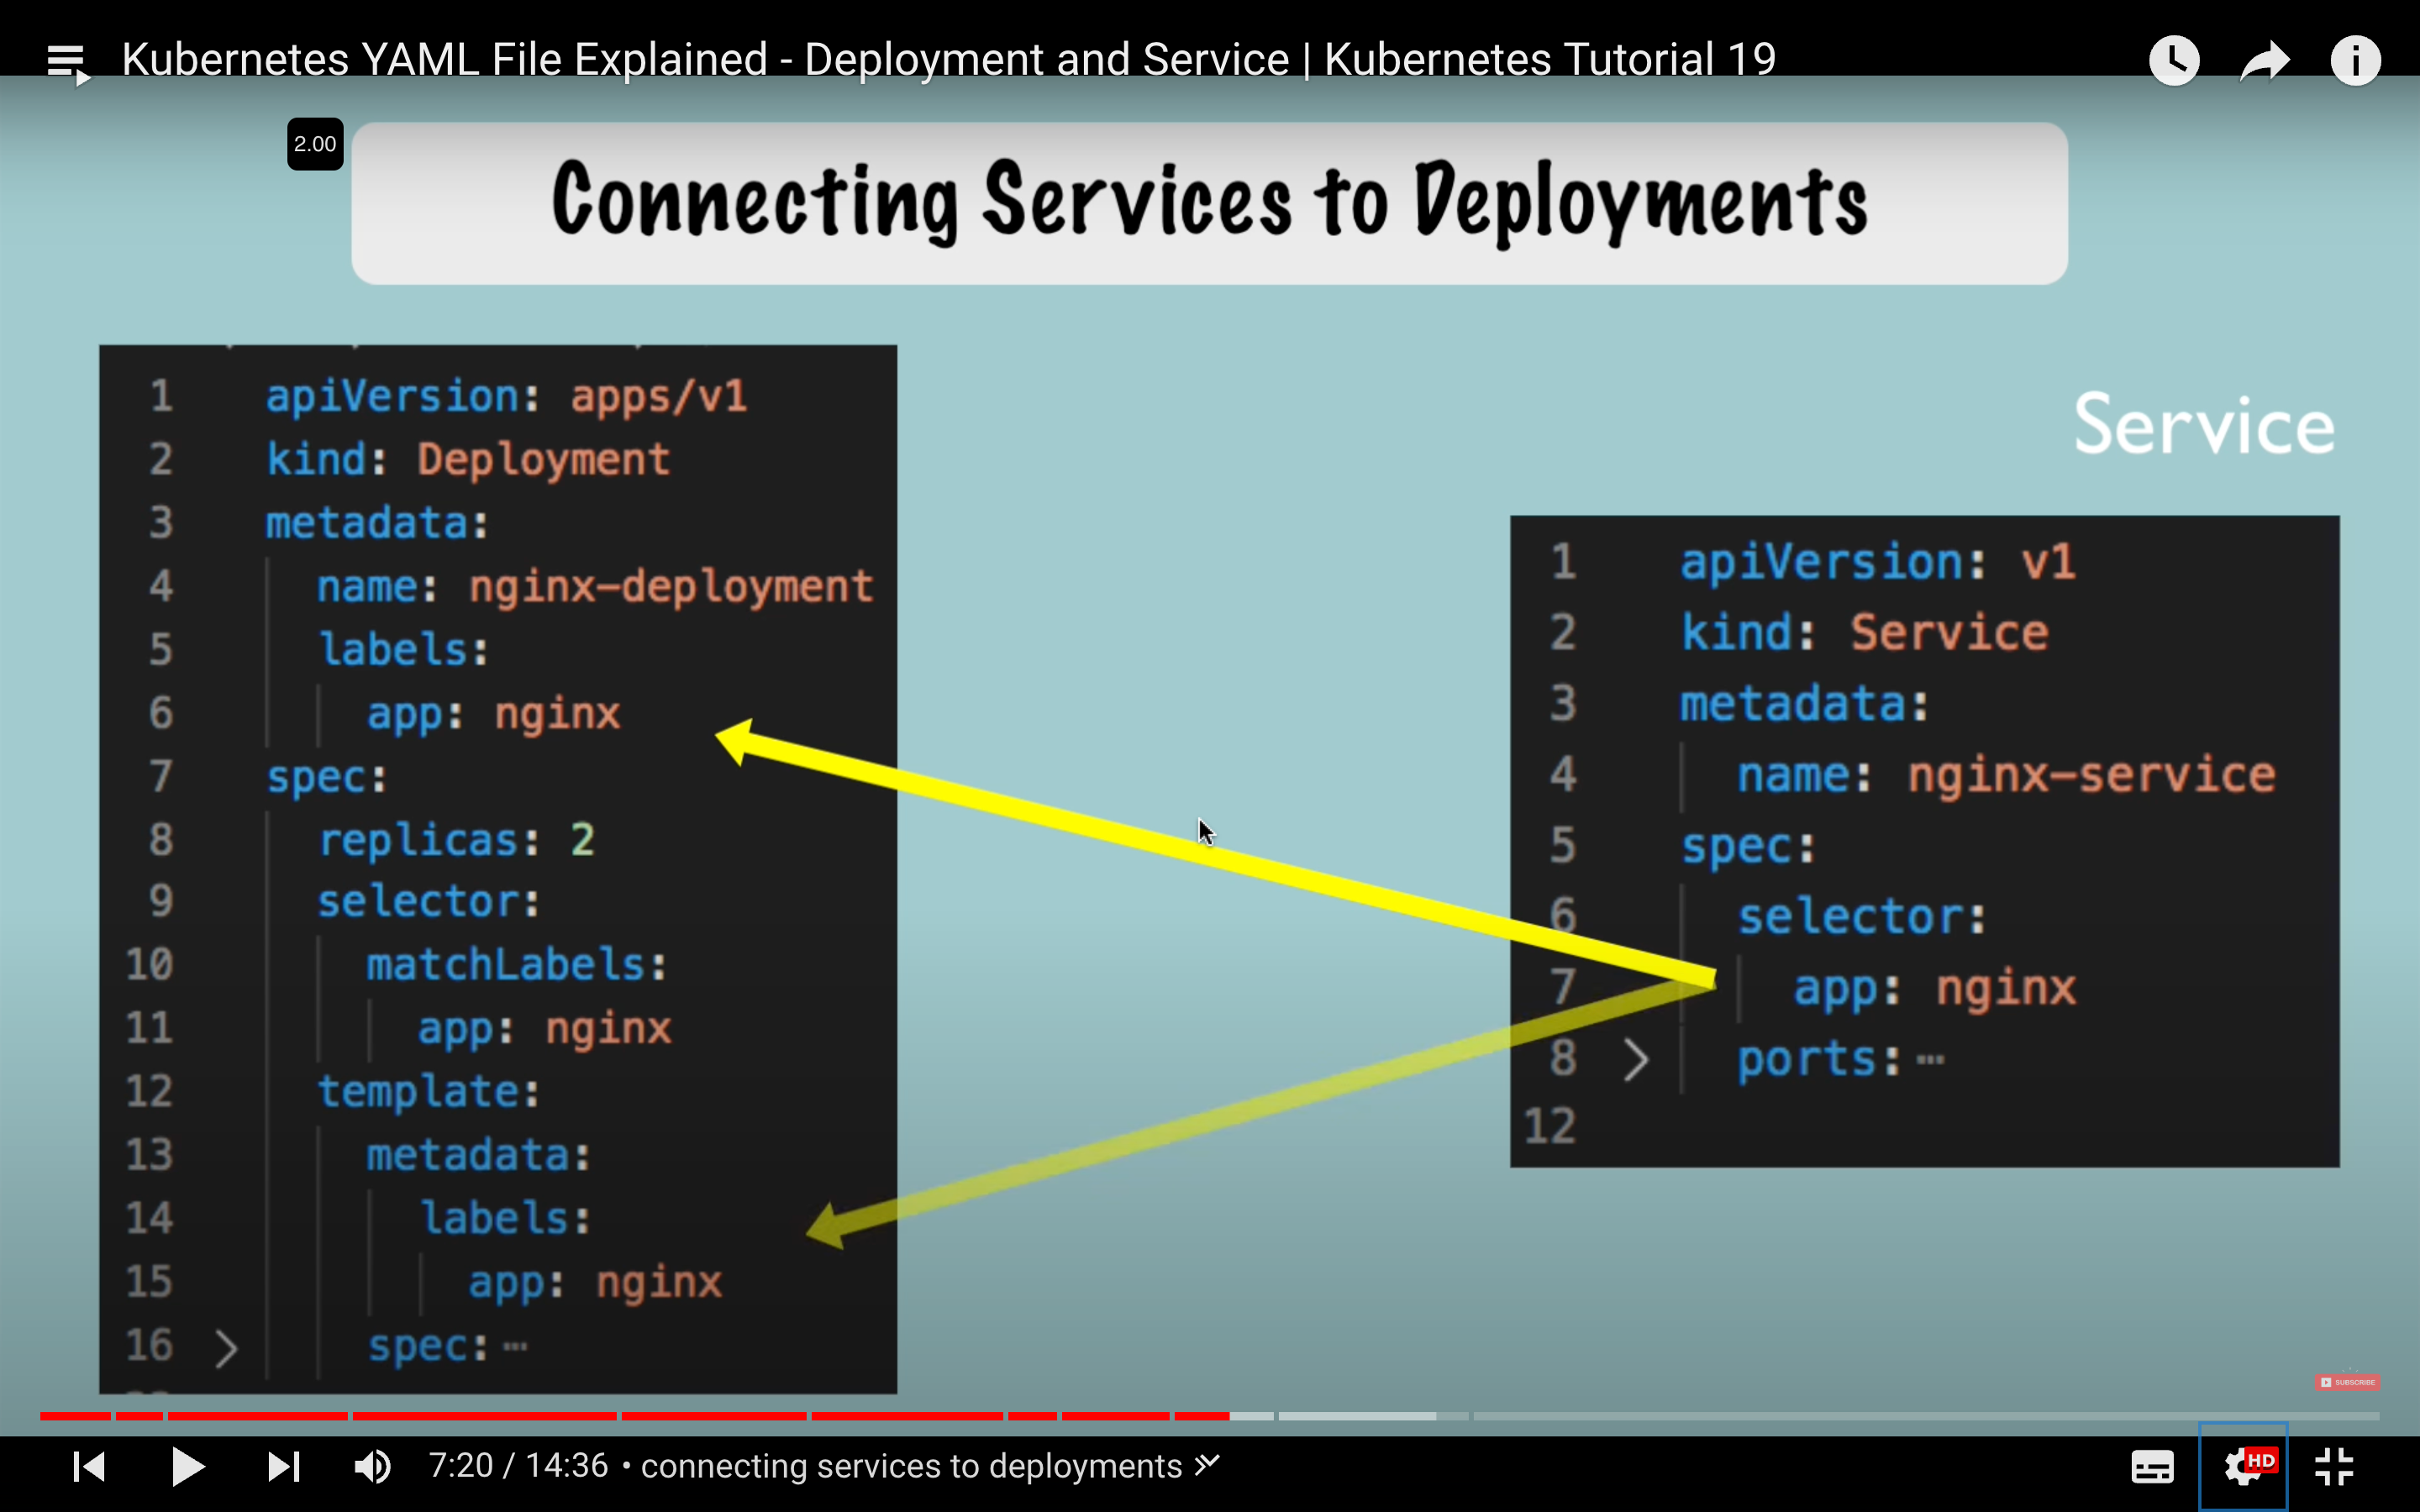 Kubernetes YAML File Explained - Deployment and Service | Kubernetes Tutorial 19
2.00
Connecting Services to Deployments
1 apiVersion: apps/v1
2 kind: Deployment
3 metadata:
4 name: nginx-deployment
5 labels:
6 app: nginx
7 spec:
8 replicas: 2
9 selector:
10 matchLabels:
11 app: nginx
12 template:
13 metadata:
14 labels:
15 app: nginx
16 > spec:…
Service
1 apiVersion: v1
2 kind: Service
3 metadata:
4 name: nginx-service
5 spec:
6 selector:
7 app: nginx
8 > ports:…
12
SUBSCRIBE
7:20 / 14:36 • connecting services to deployments
HD